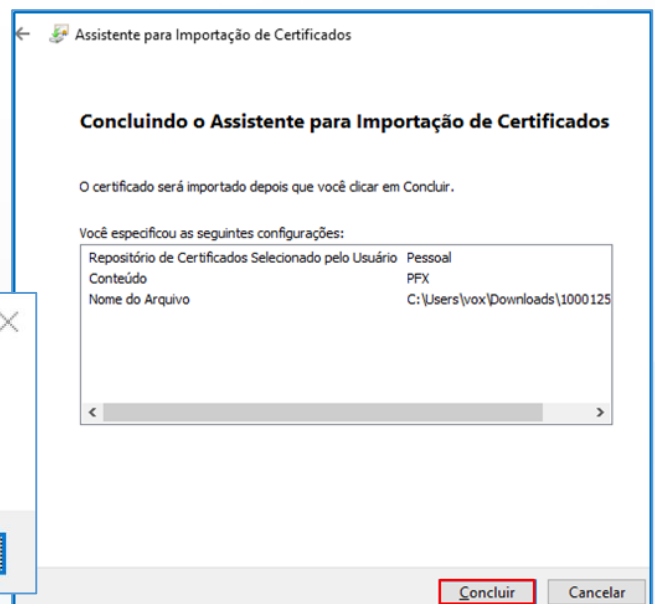 Assistente para Importação de Certificados
Concluindo o Assistente para Importação de Certificados
O certificado será importado depois que você clicar em Concluir.
Você especificou as seguintes configurações:
Repositório de Certificados Selecionado pelo Usuário Pessoal
Conteúdo PFX
Nome do Arquivo C:\Users\vox\Downloads\1000125
Concluir Cancelar